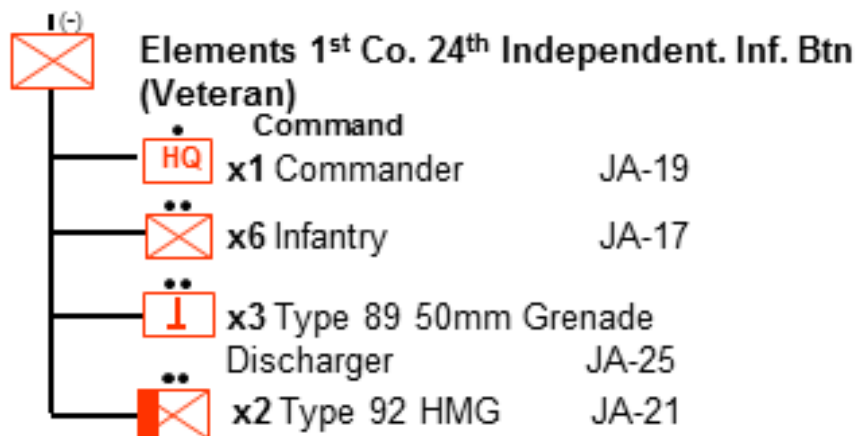 (-)
Elements 1st Co. 24th Independent. Inf. Btn
(Veteran)
Command
HQ x1 Commander JA-19
x6 Infantry JA-17
x3 Type 89 50mm Grenade
Discharger JA-25
x2 Type 92 HMG JA-21